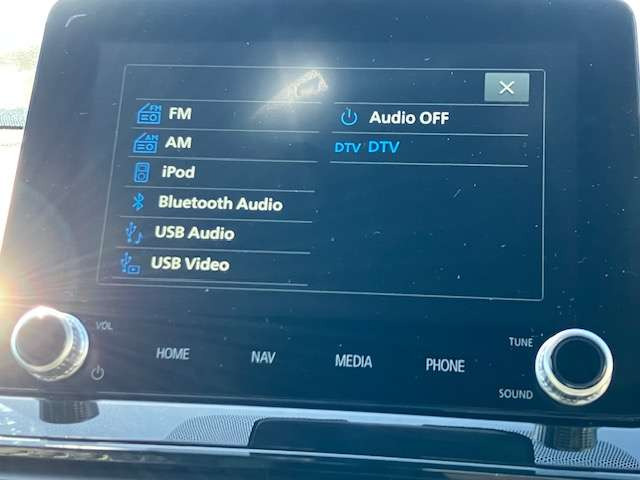 FM
AM
iPod
Bluetooth Audio
USB Audio
USB Video
Audio OFF
DTV DTV
VOL
HOME
NAV
MEDIA
PHONE
TUNE
SOUND